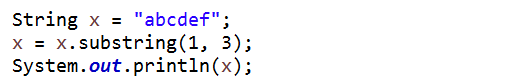 String x = "abcdef";
x = x.substring(1, 3);
System.out.println(x);